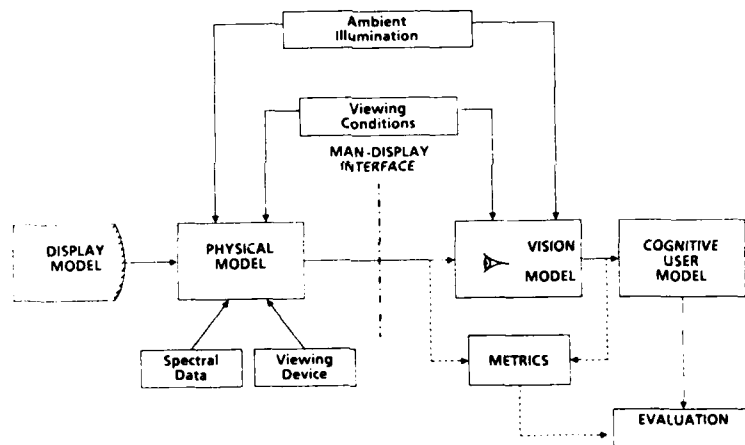 Ambient
Illumination
Viewing
Conditions
MAN-DISPLAY
INTERFACE
DISPLAY
MODEL
PHYSICAL
MODEL
VISION
MODEL
COGNITIVE
USER
MODEL
Spectral
Data
Viewing
Device
METRICS
EVALUATION